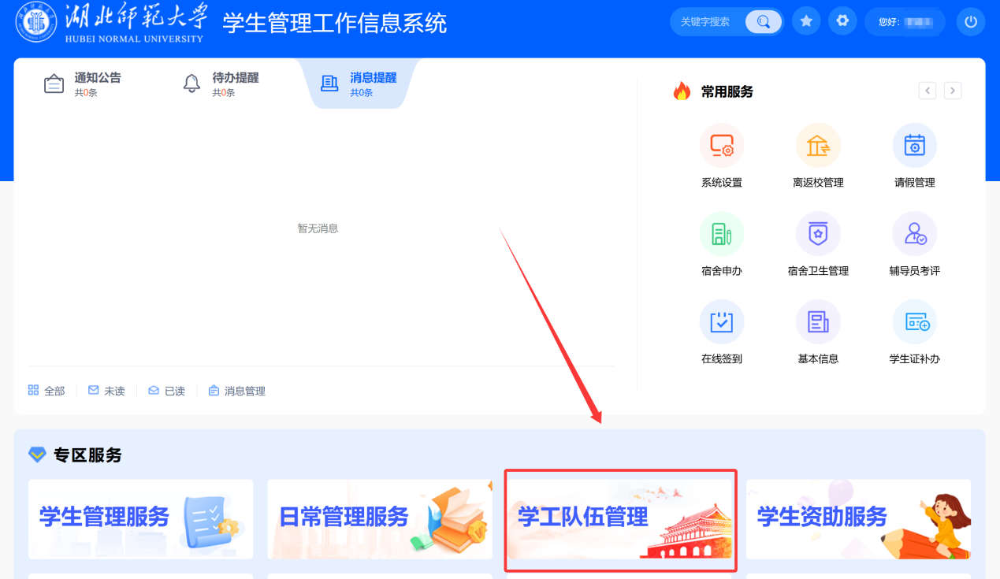 湖北师范大学
HUBEI NORMAL UNIVERSITY
学生管理工作信息系统
关键字搜索
您好:
通知公告
共0条
待办提醒
共0条
消息提醒
共0条
暂无消息
全部 未读 已读 消息管理
常用服务
系统设置 离返校管理 请假管理
宿舍申办 宿舍卫生管理 辅导员考评
在线签到 基本信息 学生证补办
专区服务
学生管理服务 日常管理服务 学工队伍管理 学生资助服务